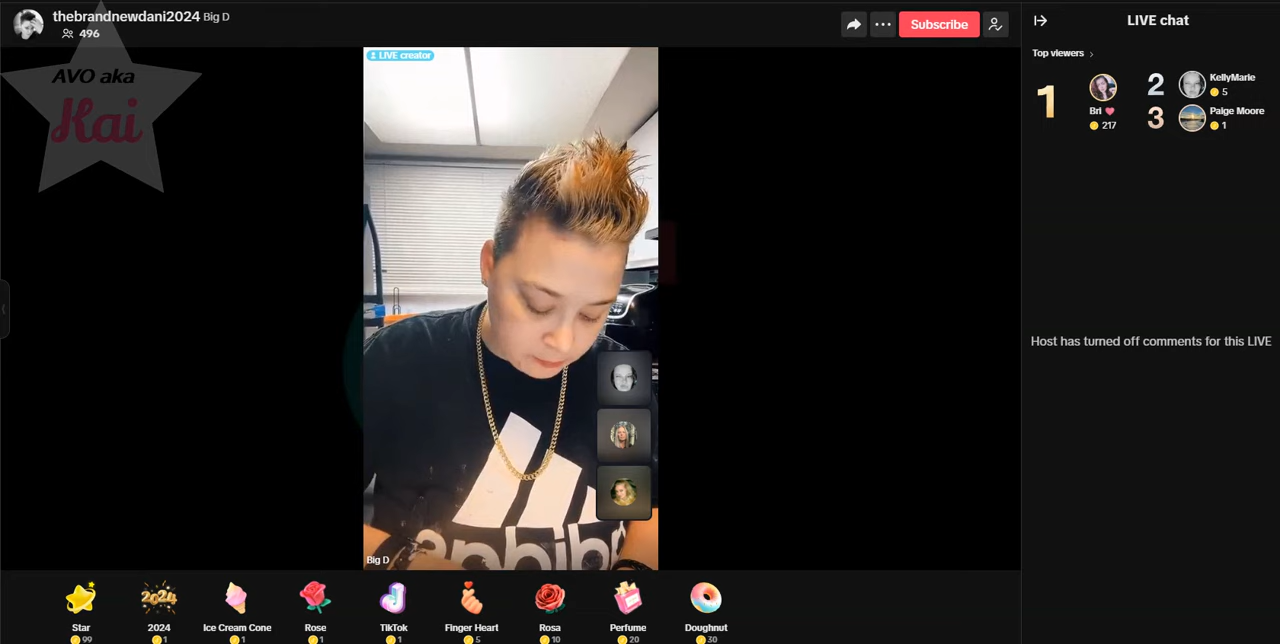 thebrandnewdani2024 Big D
496
AVO aka
Kai
LIVE creator
Big D
Subscribe
LIVE chat
Top viewers
1
Bri
217
2
KellyMarie
5
3
Paige Moore
1
Host has turned off comments for this LIVE
2024
Star
99
2024
1
Ice Cream Cone
1
Rose
1
TikTok
1
Finger Heart
5
Rosa
10
Perfume
20
Doughnut
30